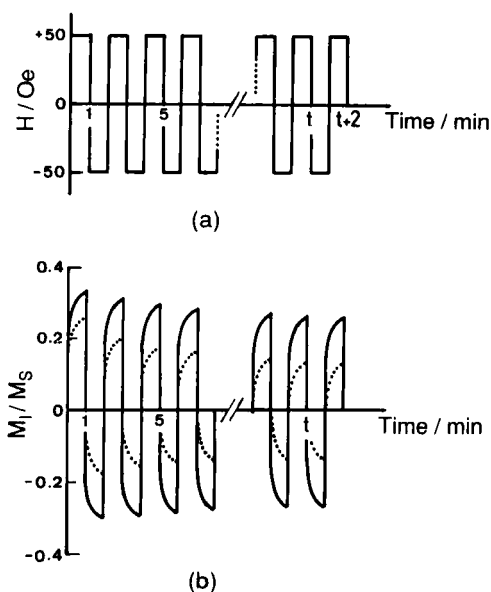 +50
H / Oe
0
1
5
t
t+2
Time / min
-50
(a)
0.4
0.2
M_I / M_S
0
1
5
t
Time / min
-0.2
-0.4
(b)